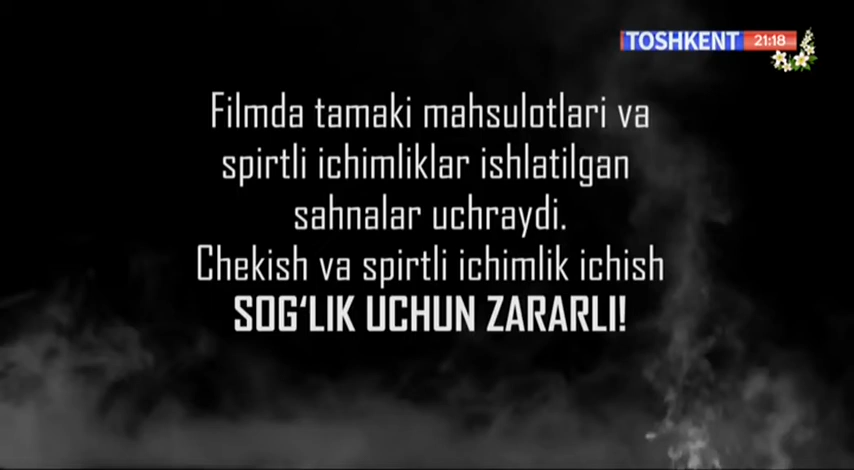 TOSHKENT 21:18
Filmda tamaki mahsulotlari va
spirtli ichimliklar ishlatilgan
sahnalar uchraydi.
Chekish va spirtli ichimlik ichish
SOG‘LIK UCHUN ZARARLI!